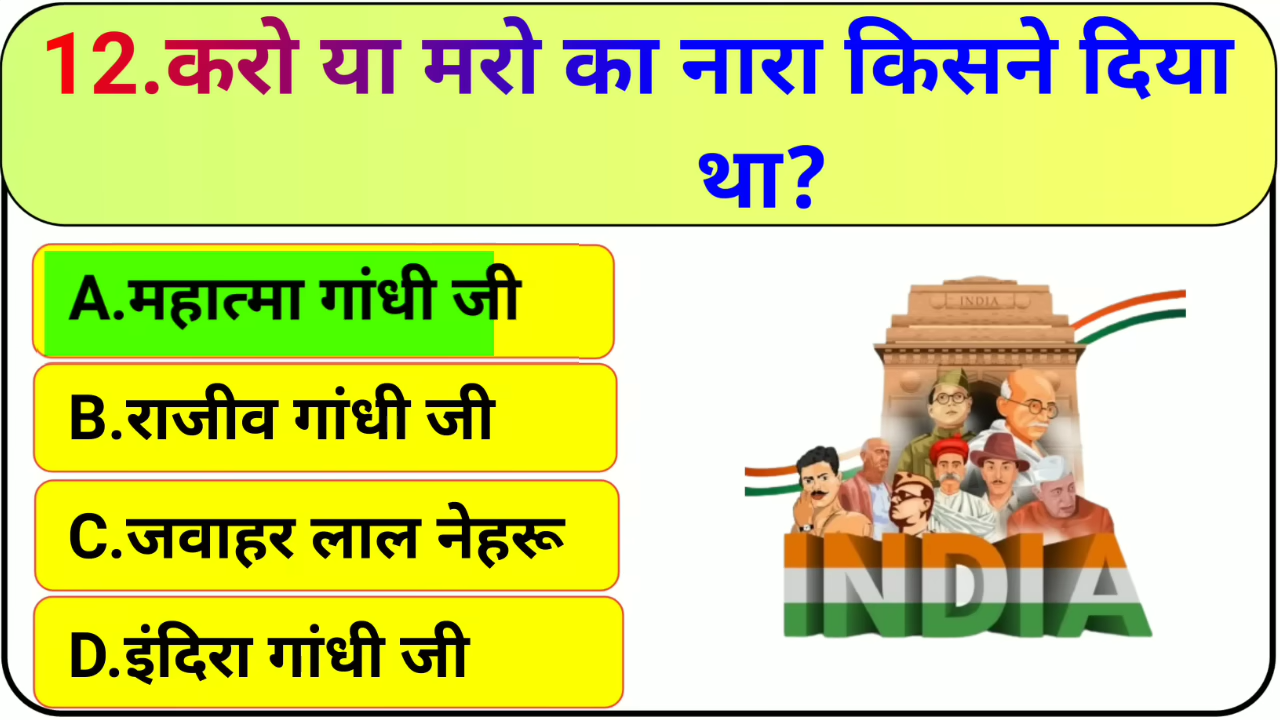 12.करो या मरो का नारा किसने दिया
था?
A.महात्मा गांधी जी
B.राजीव गांधी जी
C.जवाहर लाल नेहरू
D.इंदिरा गांधी जी
INDIA
INDIA